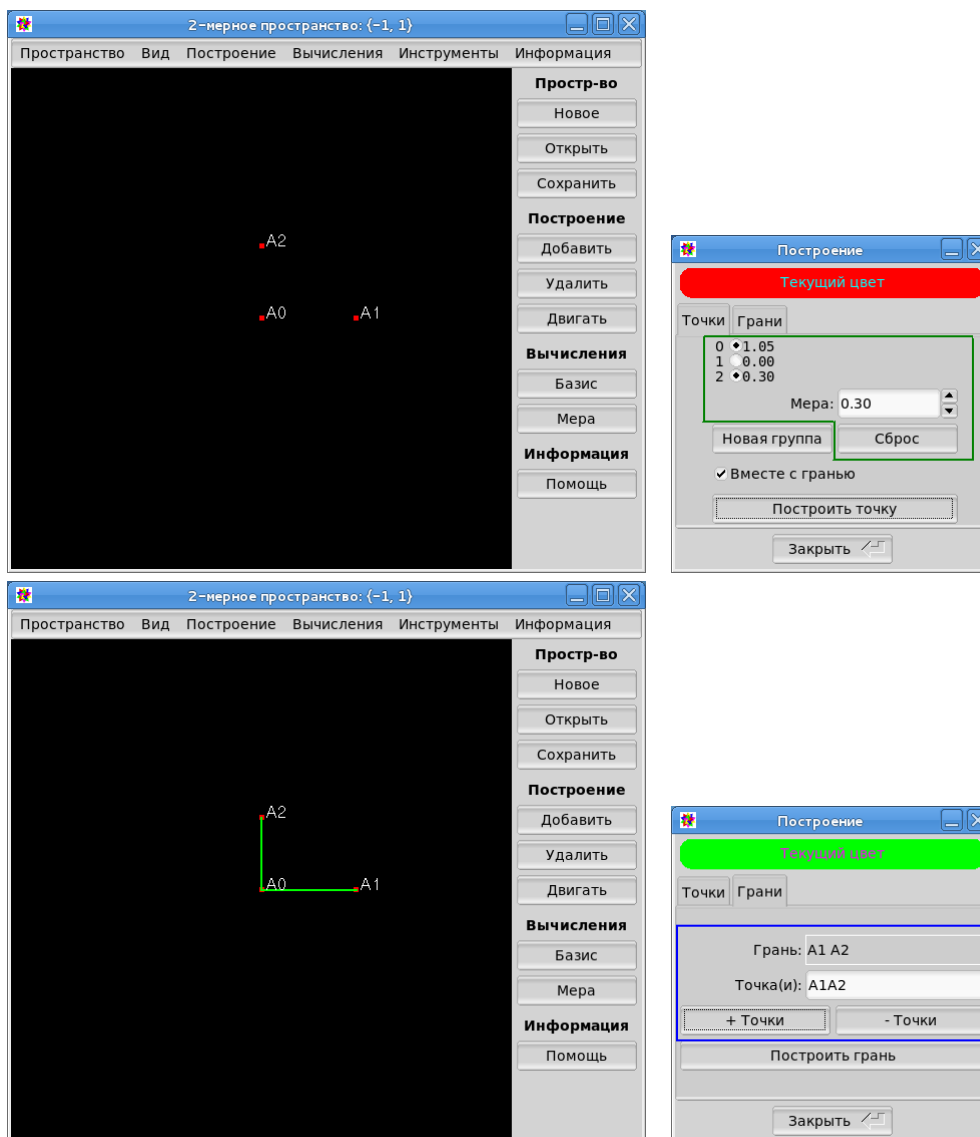 2-мерное пространство: {-1, 1}
Пространство Вид Построение Вычисления Инструменты Информация
Простр-во
Новое
Открыть
Сохранить
Построение
Добавить
Удалить
Двигать
Вычисления
Базис
Мера
Информация
Помощь
A2
A0 A1
Построение
Текущий цвет
Точки Грани
0 1.05
1 0.00
2 0.30
Мера: 0.30
Новая группа Сброс
Вместе с гранью
Построить точку
Закрыть
2-мерное пространство: {-1, 1}
Пространство Вид Построение Вычисления Инструменты Информация
Простр-во
Новое
Открыть
Сохранить
Построение
Добавить
Удалить
Двигать
Вычисления
Базис
Мера
Информация
Помощь
A2
A0 A1
Построение
Текущий цвет
Точки Грани
Грань: A1 A2
Точка(и): A1A2
+ Точки - Точки
Построить грань
Закрыть